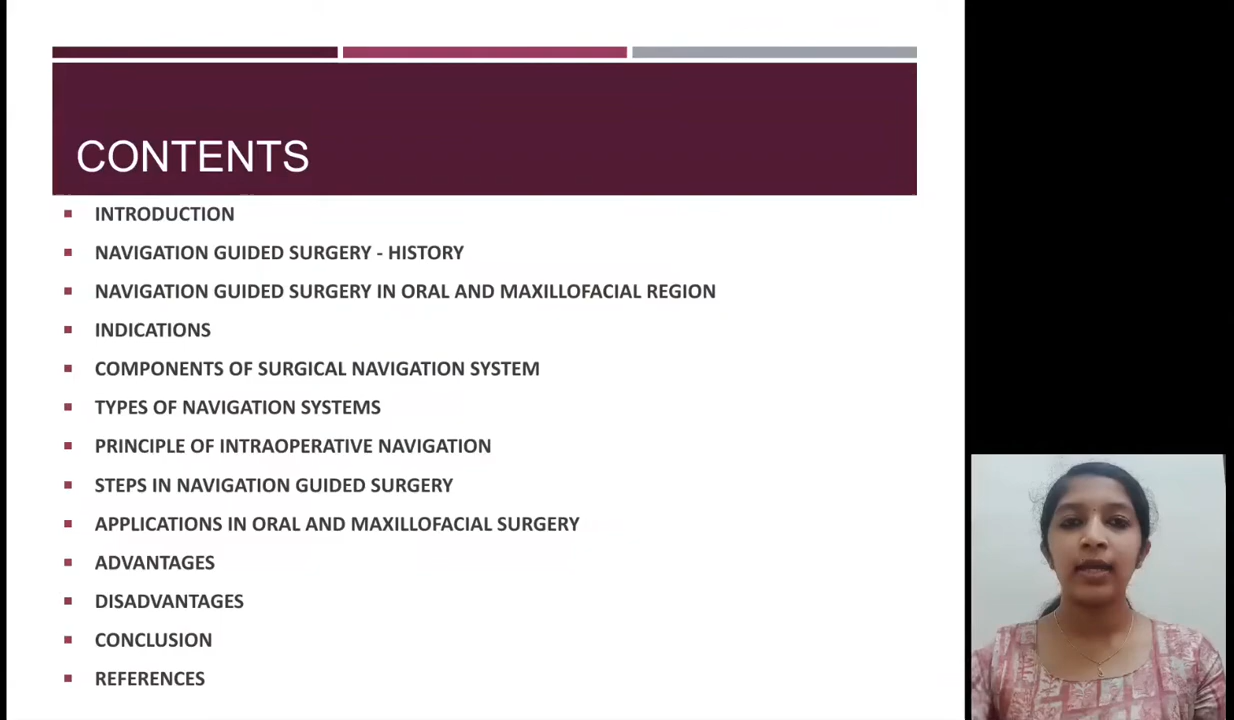 CONTENTS
INTRODUCTION
NAVIGATION GUIDED SURGERY - HISTORY
NAVIGATION GUIDED SURGERY IN ORAL AND MAXILLOFACIAL REGION
INDICATIONS
COMPONENTS OF SURGICAL NAVIGATION SYSTEM
TYPES OF NAVIGATION SYSTEMS
PRINCIPLE OF INTRAOPERATIVE NAVIGATION
STEPS IN NAVIGATION GUIDED SURGERY
APPLICATIONS IN ORAL AND MAXILLOFACIAL SURGERY
ADVANTAGES
DISADVANTAGES
CONCLUSION
REFERENCES